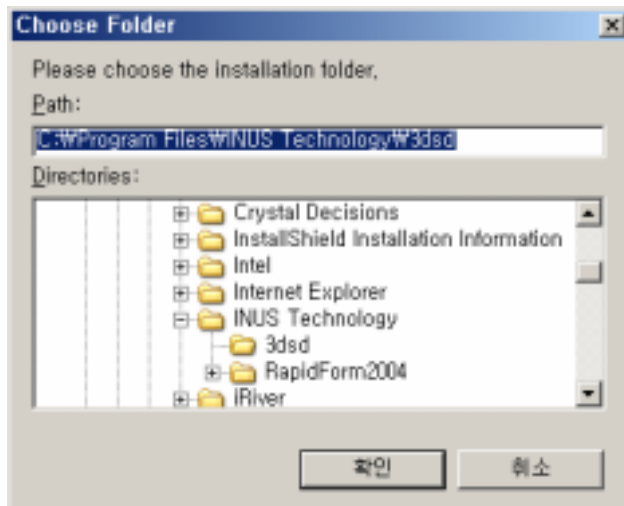 Choose Folder
Please choose the installation folder,
Path:
C:₩Program Files₩INUS Technology₩3dsd
Directories:
Crystal Decisions
InstallShield Installation Information
Intel
Internet Explorer
INUS Technology
3dsd
RapidForm2004
iRiver
확인 취소